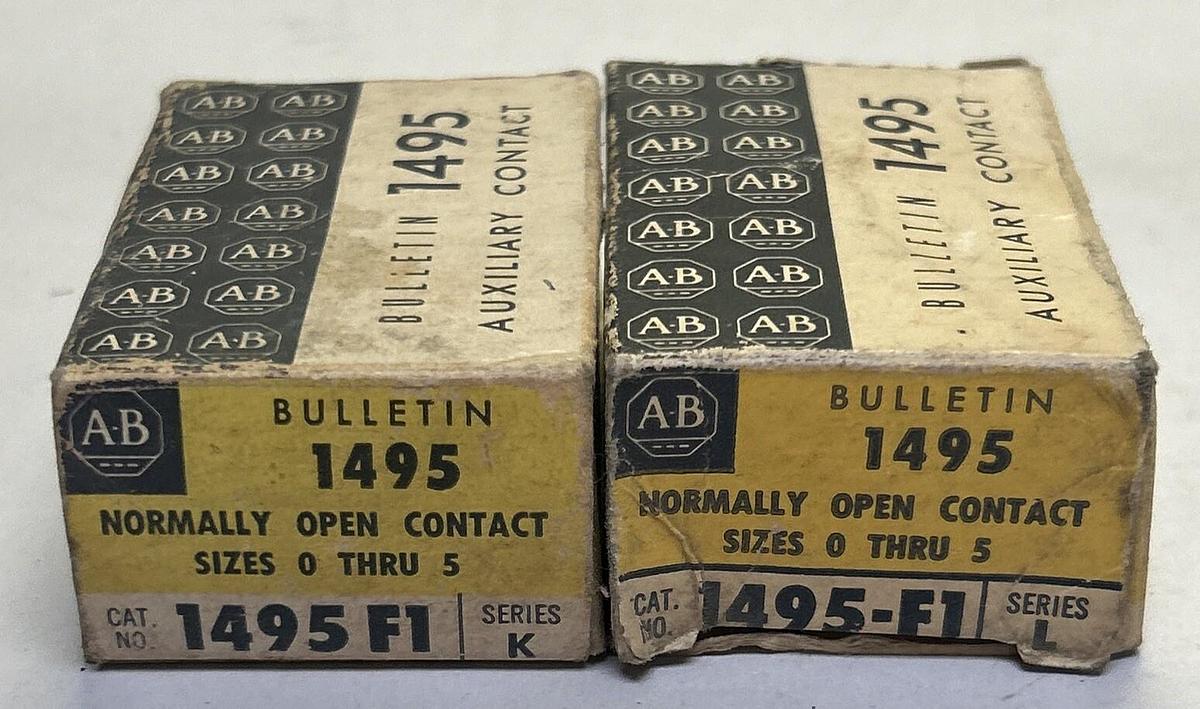 A-B A-B
A-B A-B
A-B A-B
A-B A-B
A-B A-B
A-B A-B
A-B A-B
BULLETIN 1495
AUXILIARY CONTACT
A-B
BULLETIN
1495
NORMALLY OPEN CONTACT
SIZES 0 THRU 5
CAT. NO. 1495 F1
SERIES K
A-B A-B
A-B A-B
A-B A-B
A-B A-B
A-B A-B
A-B A-B
A-B A-B
BULLETIN 1495
AUXILIARY CONTACT
A-B
BULLETIN
1495
NORMALLY OPEN CONTACT
SIZES 0 THRU 5
CAT. NO. 1495-F1
SERIES L